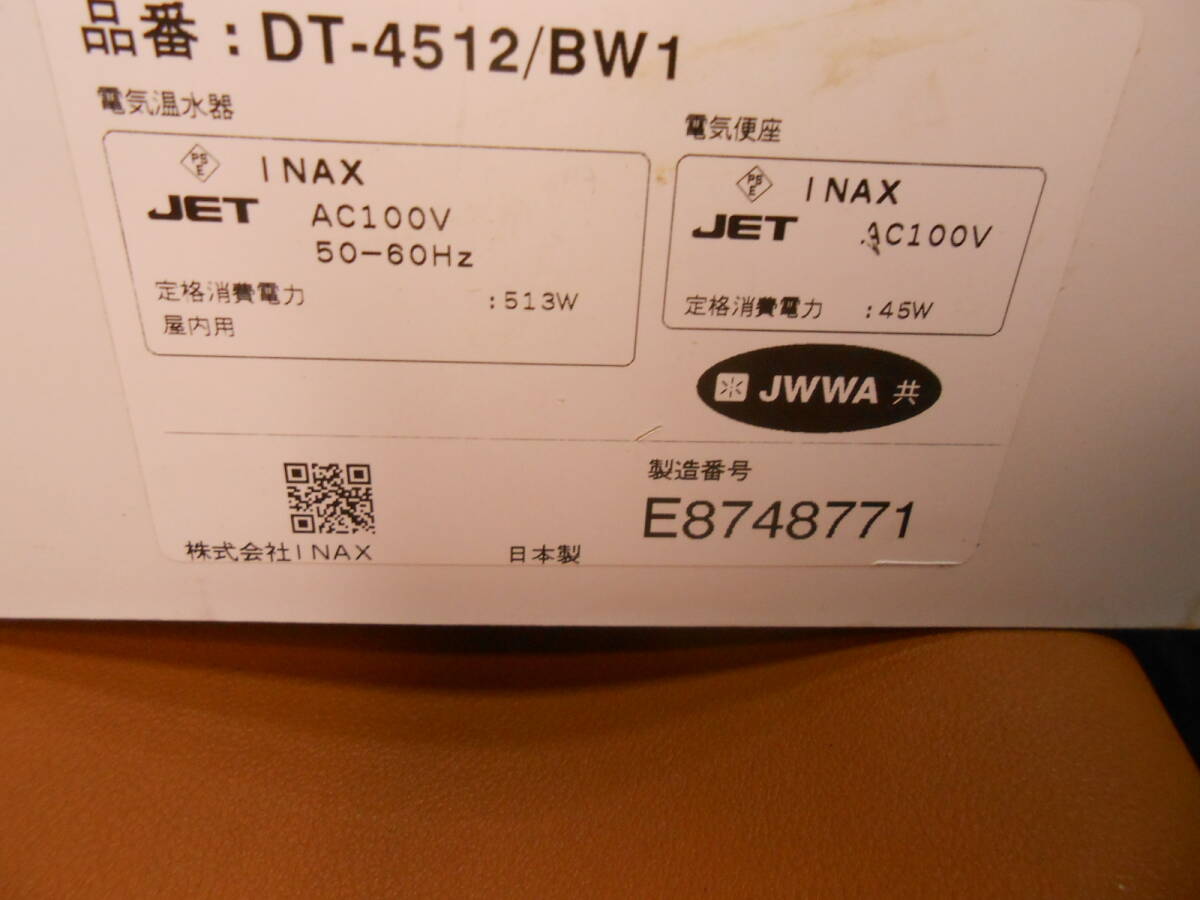 品番：DT-4512/BW1
電気温水器
PS E
INAX
JET
AC100V
50-60Hz
定格消費電力 :513W
屋内用
電気便座
PS E
INAX
JET
AC100V
定格消費電力 :45W
JWWA 共
株式会社INAX
日本製
製造番号
E8748771